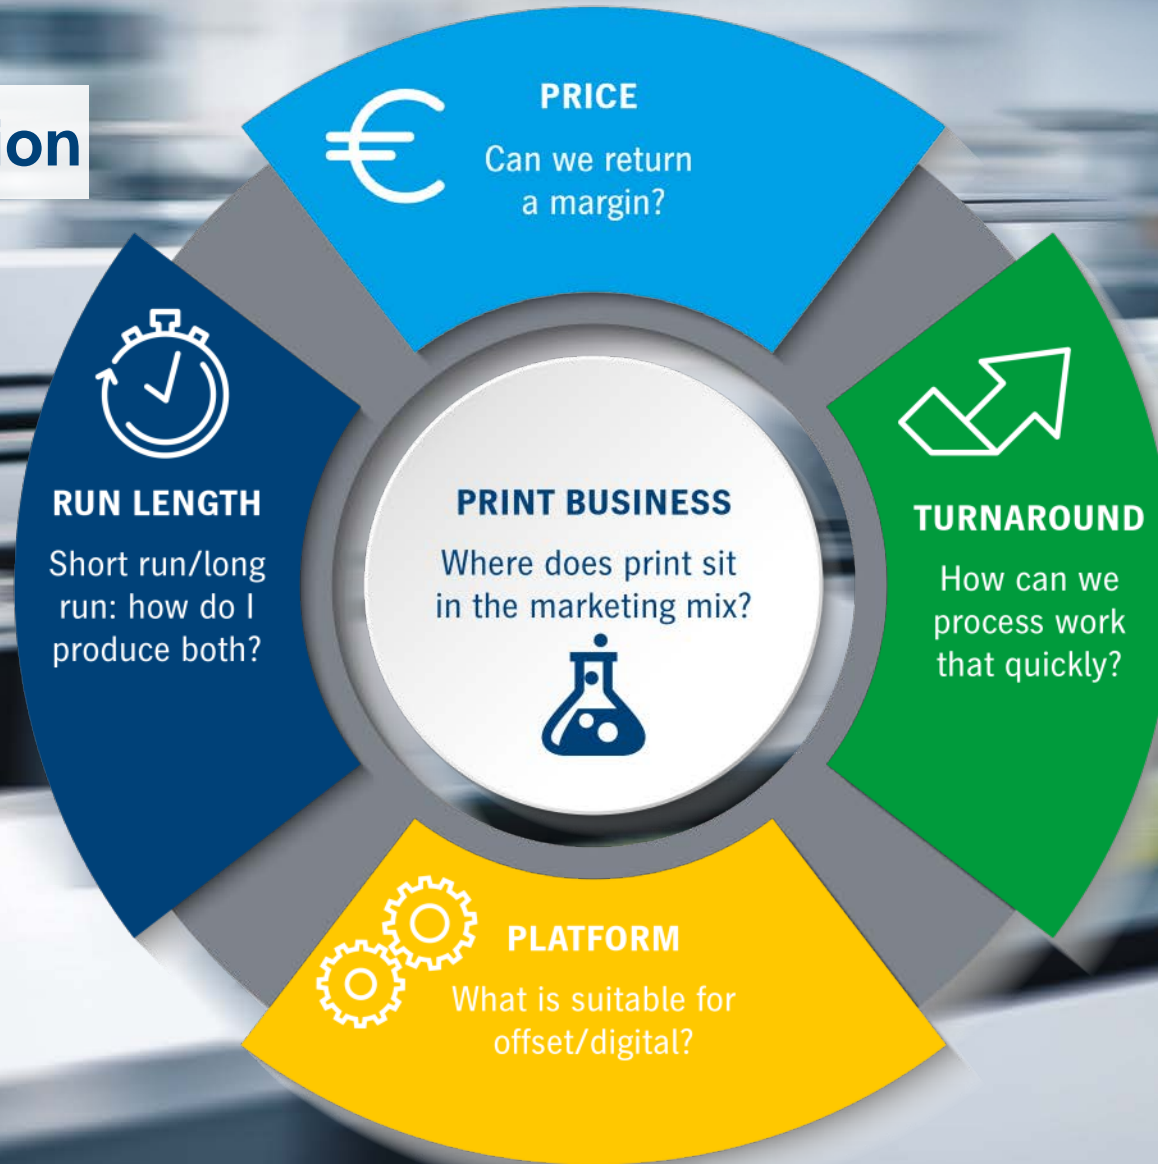 ion
PRICE
Can we return
a margin?
RUN LENGTH
Short run/long
run: how do I
produce both?
PRINT BUSINESS
Where does print sit
in the marketing mix?
TURNAROUND
How can we
process work
that quickly?
PLATFORM
What is suitable for
offset/digital?